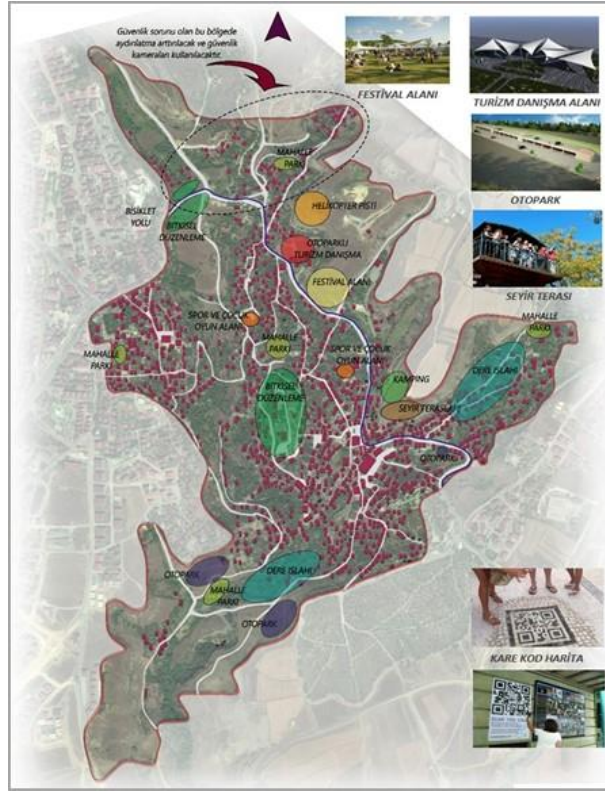 Güvenlik sorunu olan bu bölgede
aydınlatma arttırılacak ve güvenlik
kameraları kullanılacaktır.
FESTİVAL ALANI
TURİZM DANIŞMA ALANI
OTOPARK
SEYİR TERASI
MAHALLE
PARKI
HELİKOPTER PİSTİ
BİSİKLET
YOLU
BİTKİSEL
DÜZENLEME
OTOPARKLI
TURİZM DANIŞMA
FESTİVAL ALANI
SPOR VE ÇOCUK
OYUN ALANI
MAHALLE
PARKI
MAHALLE
PARKI
SPOR VE ÇOCUK
OYUN ALANI
MAHALLE
PARKI
DERE ISLAHI
KAMPİNG
SEYİR TERASI
BİTKİSEL
DÜZENLEME
OTOPARK
OTOPARK
DERE ISLAHI
MAHALLE
PARKI
OTOPARK
KARE KOD HARİTA